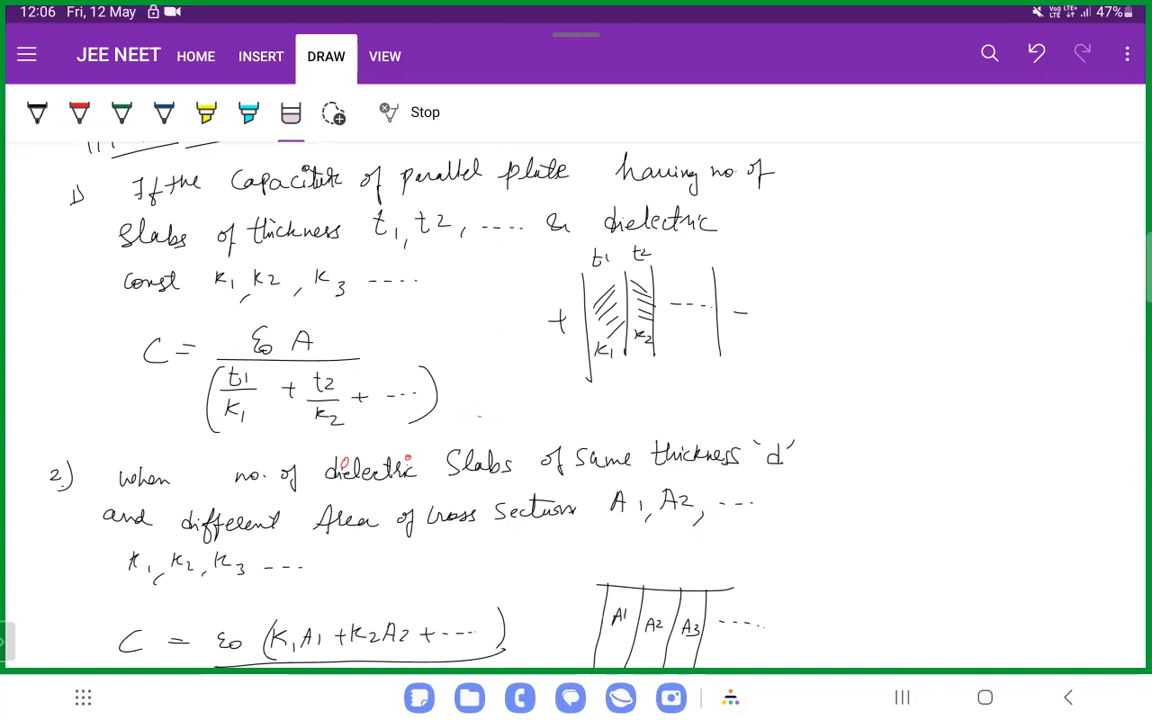 12:06 Fri, 12 May 47%
JEE NEET HOME INSERT DRAW VIEW
Stop
1) If the Capacitor of parallel plate having no. of
Slabs of thickness t1, t2, .... & dielectric
const K1, K2, K3 ----
t1 t2
+ K1 K2 ---- -
C = ε0 A
(t1/K1 + t2/K2 + ---)
2.) when no. of dielectric Slabs of same thickness 'd'
and different Area of Cross Section A1, A2, ---
K1, K2, K3 ---
C = ε0 (K1A1 + K2A2 + ----)
A1 A2 A3 -----